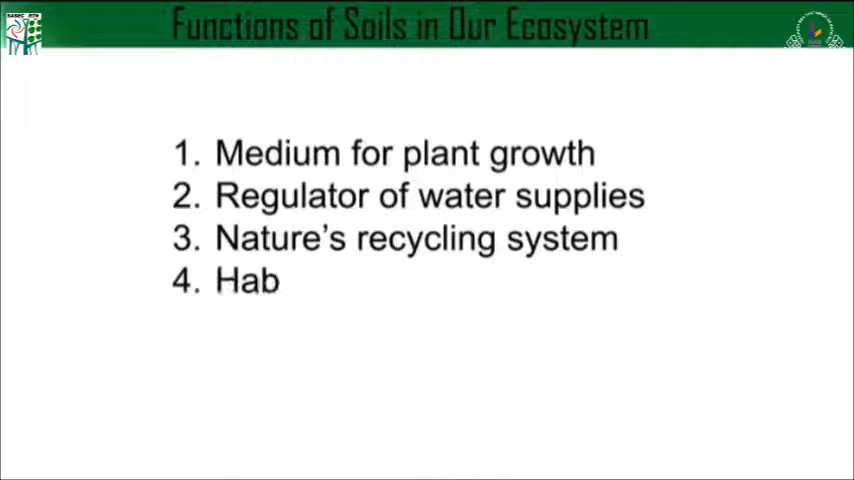 Functions of Soils in Our Ecosystem
1. Medium for plant growth
2. Regulator of water supplies
3. Nature’s recycling system
4. Hab